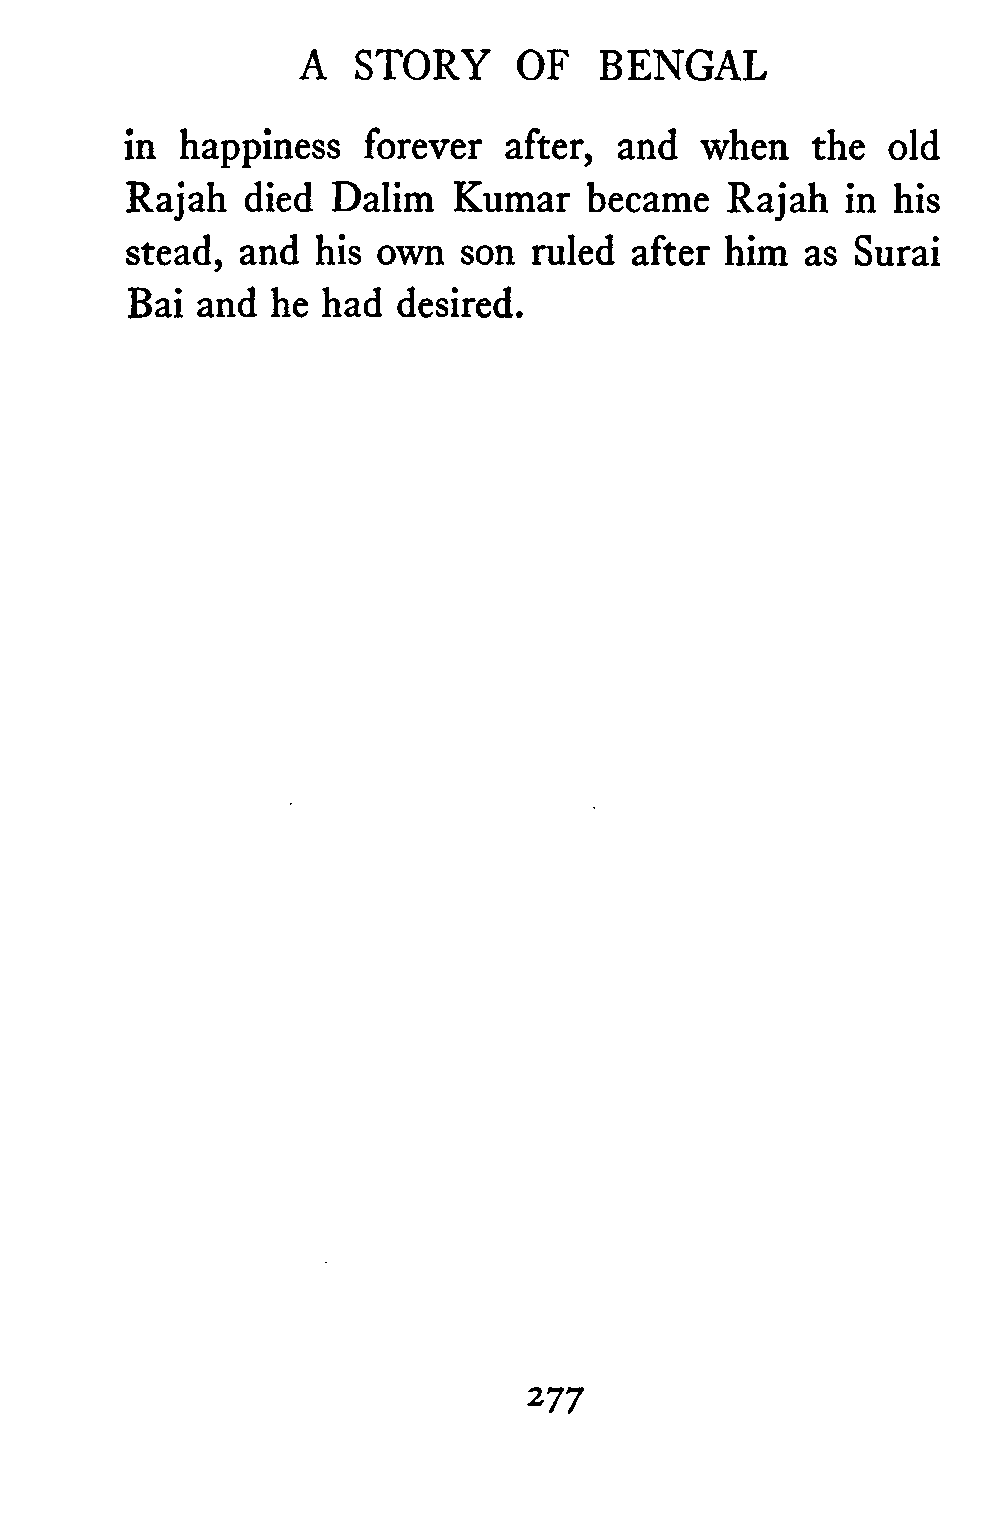 A STORY OF BENGAL
in happiness forever after, and when the old
Rajah died Dalim Kumar became Rajah in his
stead, and his own son ruled after him as Surai
Bai and he had desired.
277